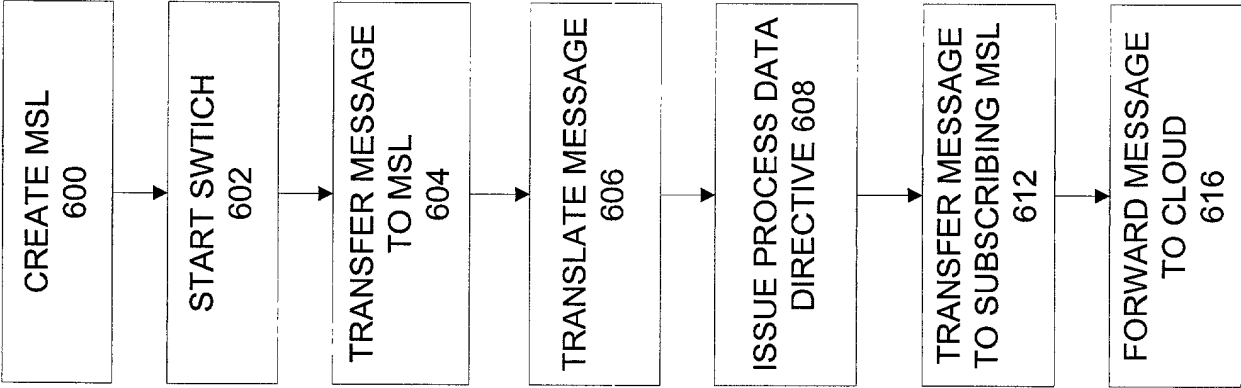 CREATE MSL
600
START SWTICH
602
TRANSFER MESSAGE
TO MSL
604
TRANSLATE MESSAGE
606
ISSUE PROCESS DATA
DIRECTIVE 608
TRANSFER MESSAGE
TO SUBSCRIBING MSL
612
FORWARD MESSAGE
TO CLOUD
616